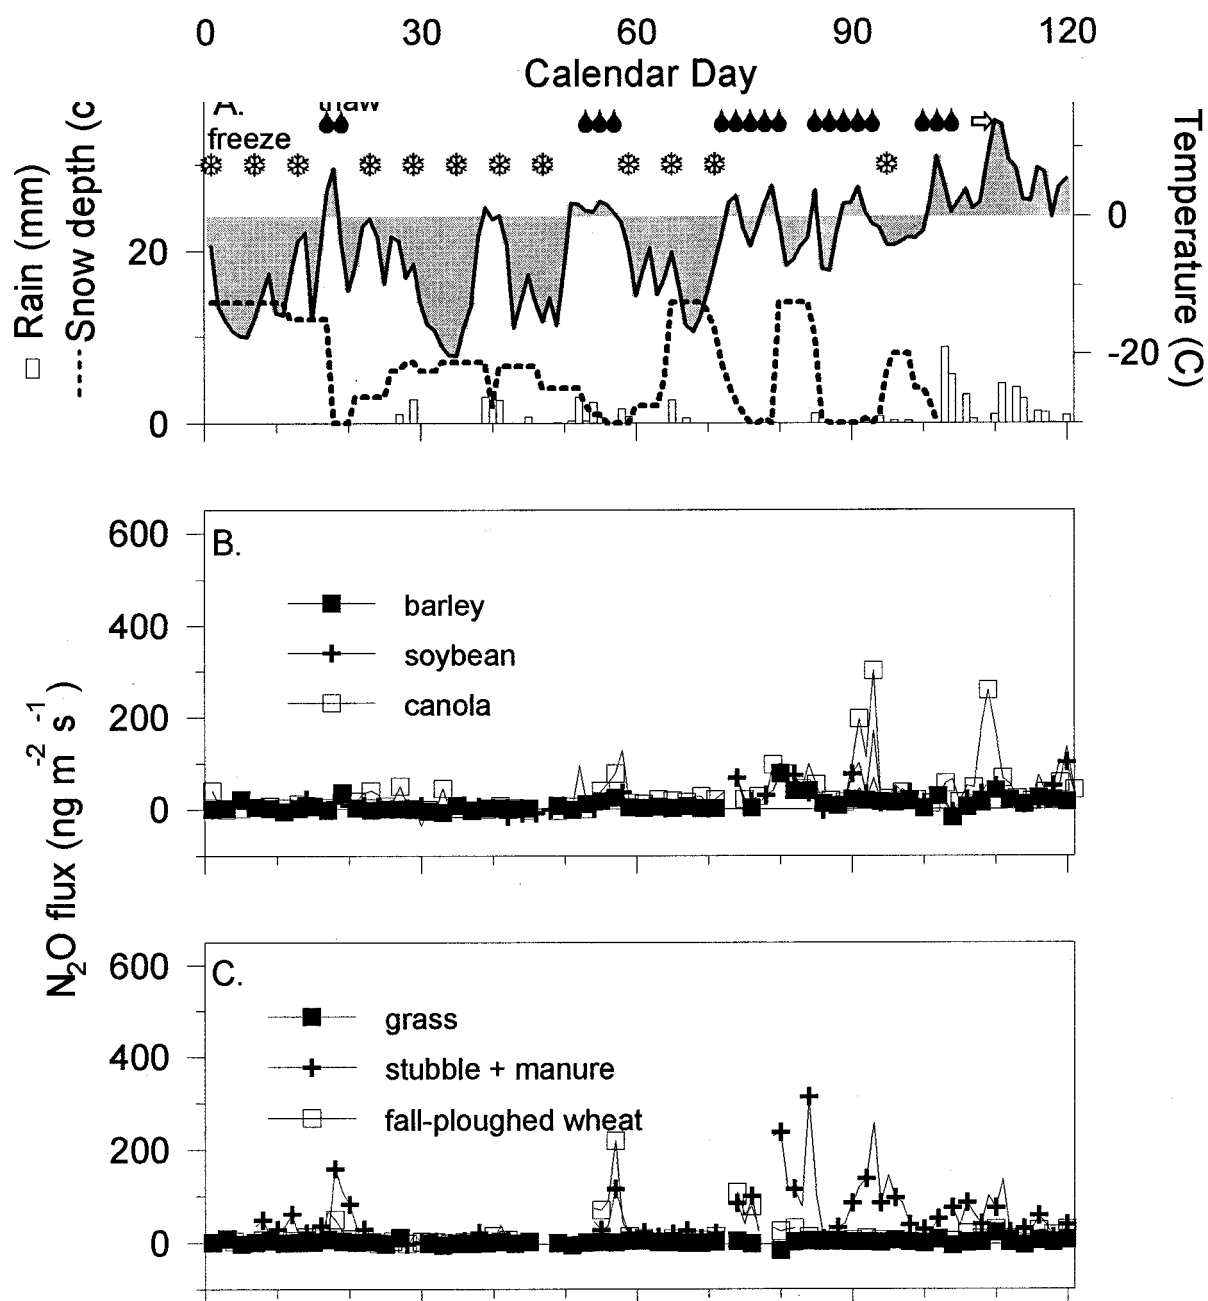 0 30 60 90 120
Calendar Day
A. thaw
freeze
Rain (mm)
Snow depth (c
20
0
Temperature (C)
0
-20
B.
600
400
200
0
barley
soybean
canola
N2O flux (ng m-2 s-1)
C.
600
400
200
0
grass
stubble + manure
fall-ploughed wheat